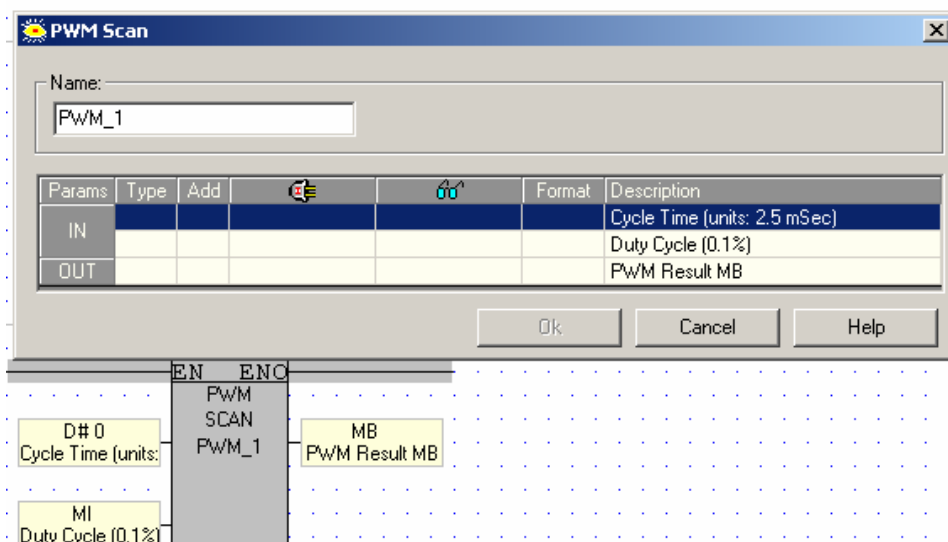 PWM Scan
Name:
PWM_1
Params Type Add Format Description
IN Cycle Time (units: 2.5 mSec)
Duty Cycle (0.1%)
OUT PWM Result MB
Ok Cancel Help
EN ENO
PWM
SCAN
PWM_1
D# 0
Cycle Time (units:
MB
PWM Result MB
MI
Duty Cycle (0.1%)